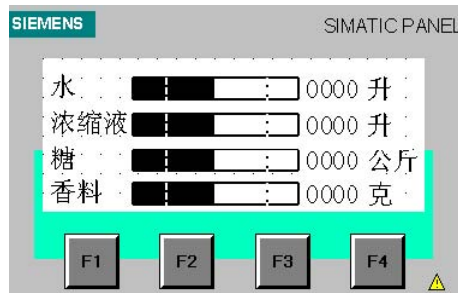 SIEMENS SIMATIC PANEL
水 0000 升
浓缩液 0000 升
糖 0000 公斤
香料 0000 克
F1 F2 F3 F4